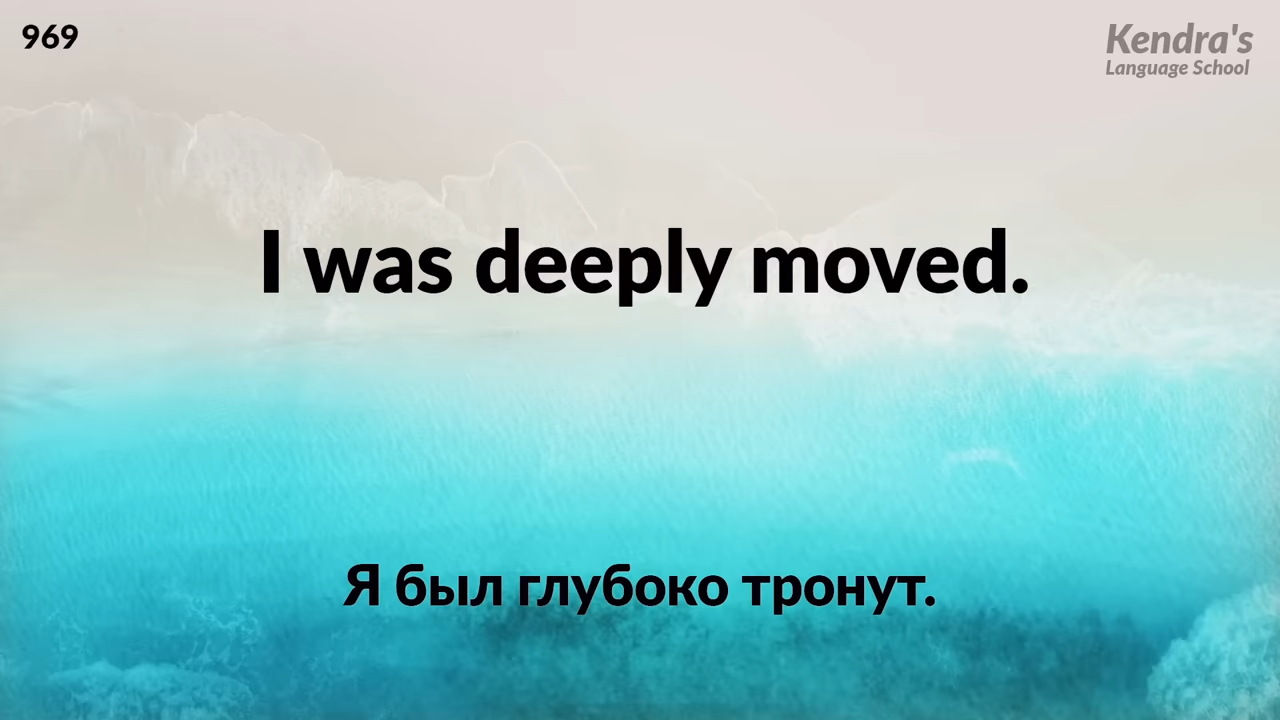 969
Kendra's
Language School
I was deeply moved.
Я был глубоко тронут.